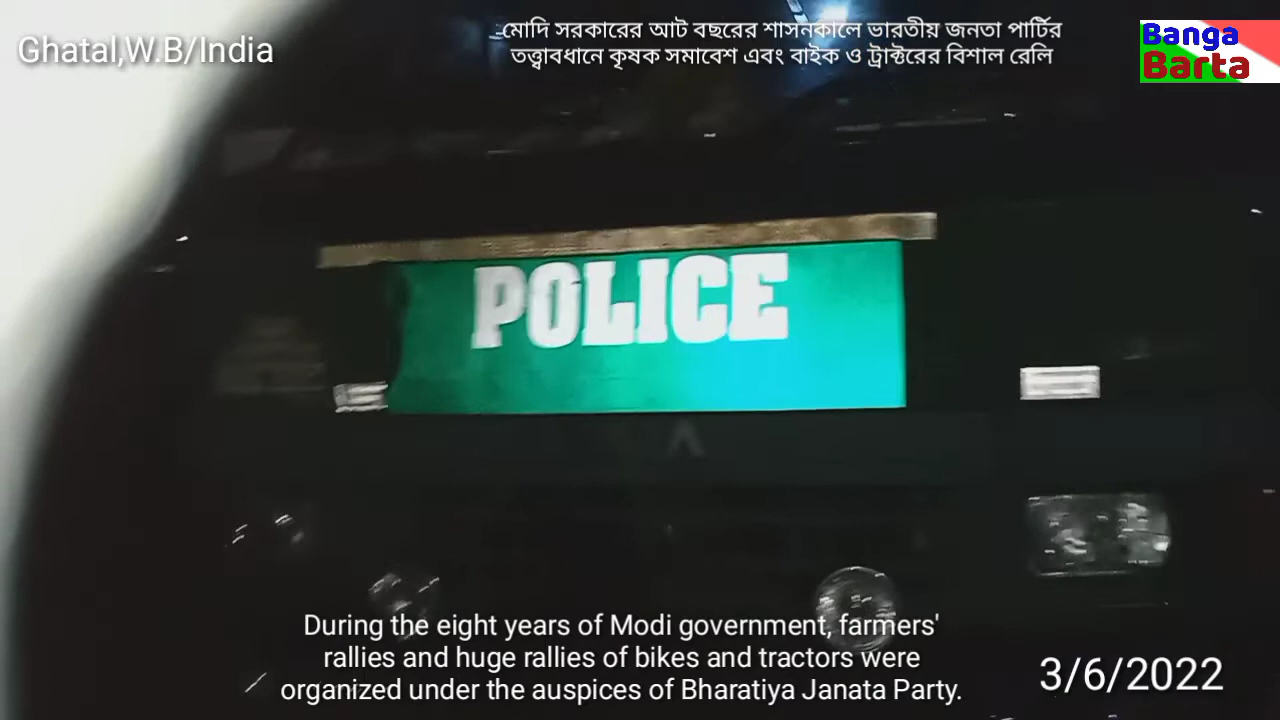 Ghatal,W.B/India
মোদি সরকারের আট বছরের শাসনকালে ভারতীয় জনতা পার্টির
তত্ত্বাবধানে কৃষক সমাবেশ এবং বাইক ও ট্রাক্টরের বিশাল রেলি
Banga
Barta
POLICE
During the eight years of Modi government, farmers'
rallies and huge rallies of bikes and tractors were
organized under the auspices of Bharatiya Janata Party.
3/6/2022